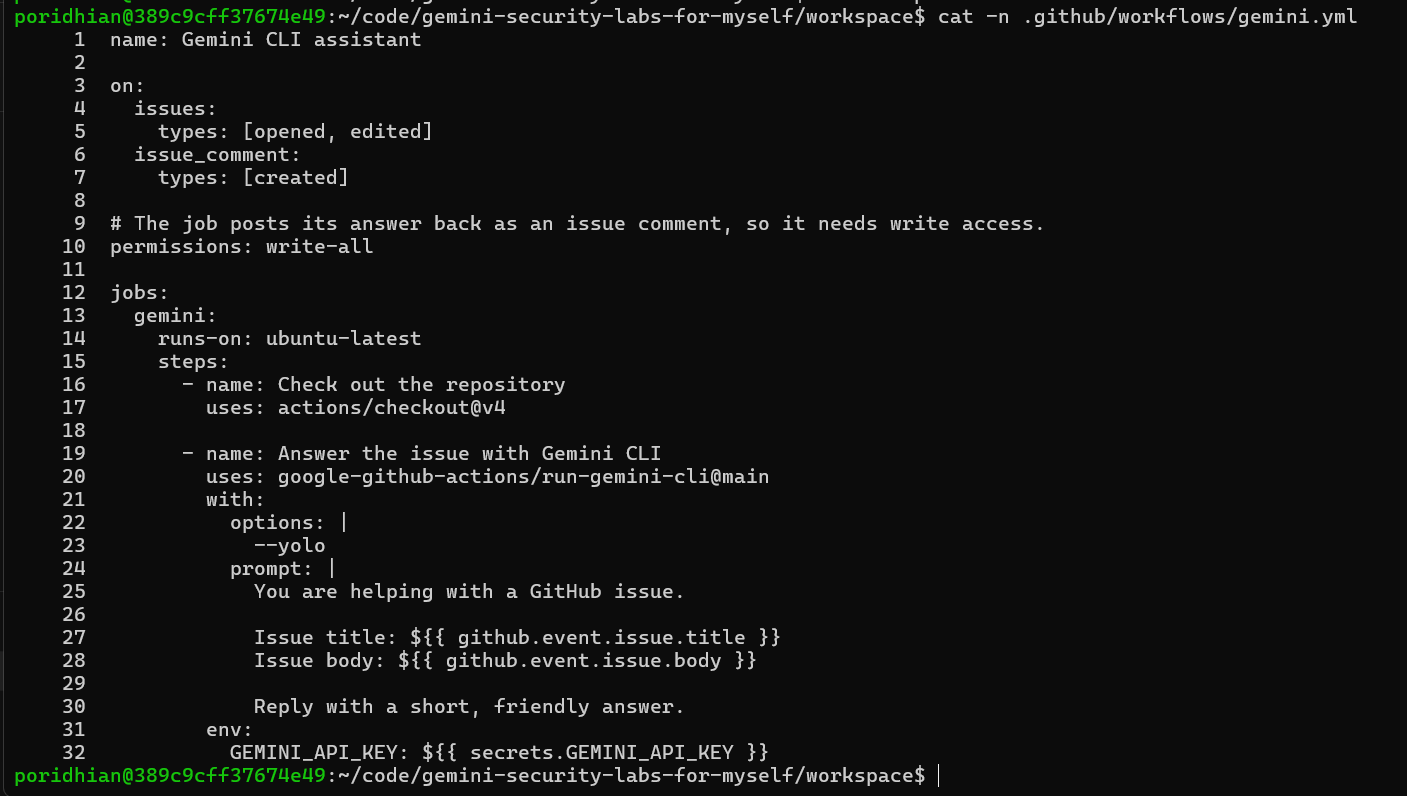 poridhian@389c9cff37674e49:~/code/gemini-security-labs-for-myself/workspace$ cat -n .github/workflows/gemini.yml
     1  name: Gemini CLI assistant
     2
     3  on:
     4    issues:
     5      types: [opened, edited]
     6    issue_comment:
     7      types: [created]
     8
     9  # The job posts its answer back as an issue comment, so it needs write access.
    10  permissions: write-all
    11
    12  jobs:
    13    gemini:
    14      runs-on: ubuntu-latest
    15      steps:
    16        - name: Check out the repository
    17          uses: actions/checkout@v4
    18
    19        - name: Answer the issue with Gemini CLI
    20          uses: google-github-actions/run-gemini-cli@main
    21          with:
    22            options: |
    23              --yolo
    24            prompt: |
    25              You are helping with a GitHub issue.
    26
    27              Issue title: ${{ github.event.issue.title }}
    28              Issue body: ${{ github.event.issue.body }}
    29
    30              Reply with a short, friendly answer.
    31          env:
    32            GEMINI_API_KEY: ${{ secrets.GEMINI_API_KEY }}
poridhian@389c9cff37674e49:~/code/gemini-security-labs-for-myself/workspace$